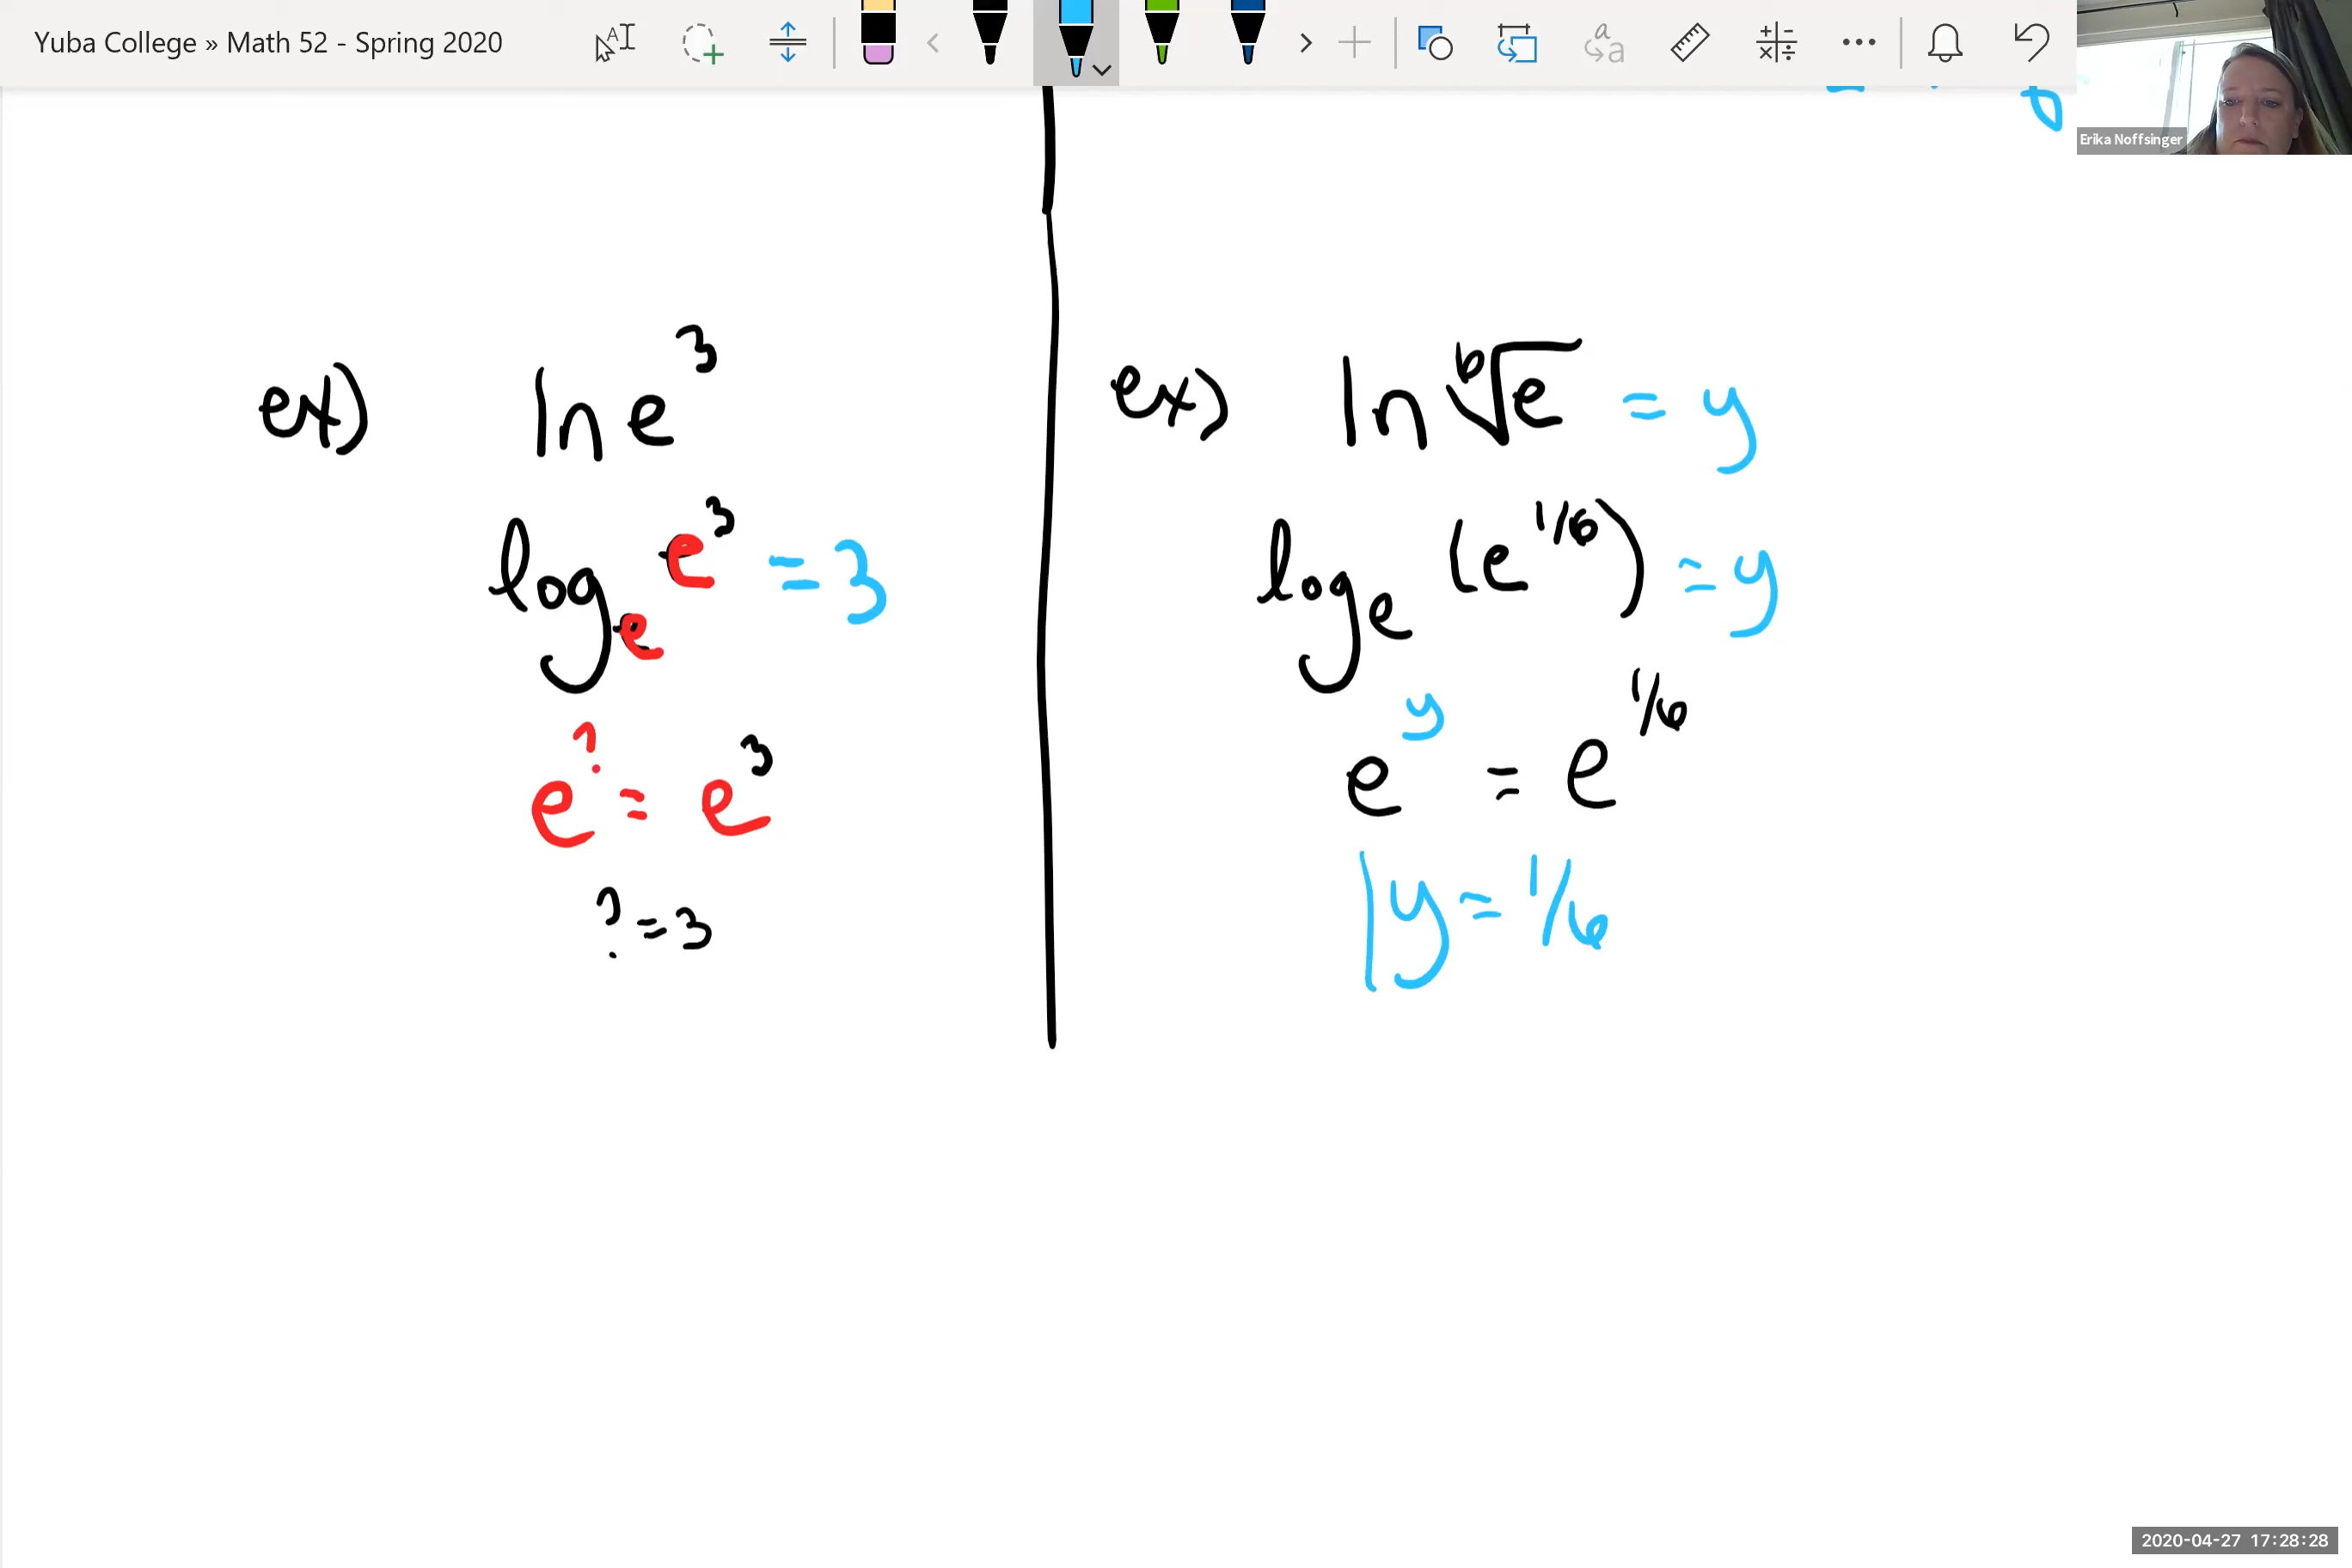 Yuba College » Math 52 - Spring 2020
Erika Noffsinger
ex) ln e³
logₑ e³ = 3
e^? = e³
? = 3
ex) ln ⁶√e = y
logₑ (e^1/6) = y
e^y = e^1/6
y = 1/6
2020-04-27 17:28:28